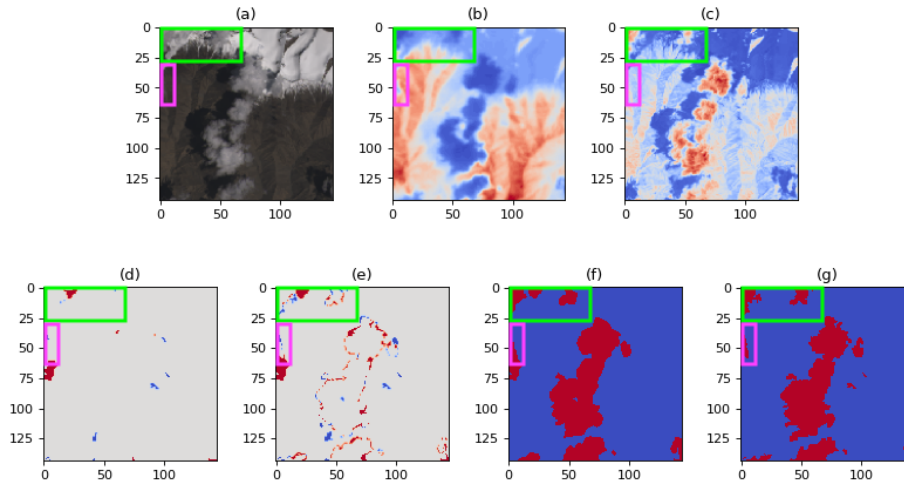 (a) (b) (c)
0 0 0
25 25 25
50 50 50
75 75 75
100 100 100
125 125 125
0 50 100 0 50 100 0 50 100
(d) (e) (f) (g)
0 0 0 0
25 25 25 25
50 50 50 50
75 75 75 75
100 100 100 100
125 125 125 125
0 50 100 0 50 100 0 50 100 0 50 100